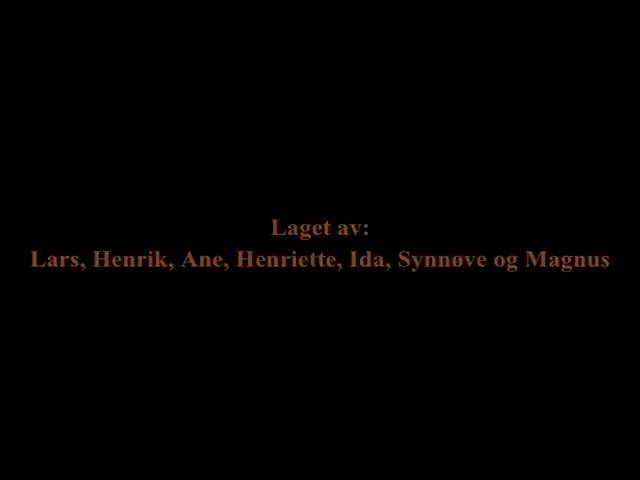 Laget av:
Lars, Henrik, Ane, Henriette, Ida, Synnøve og Magnus